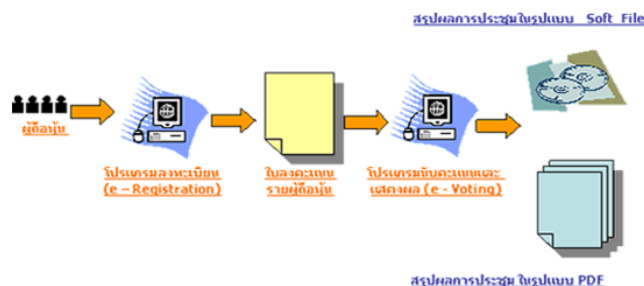 สรุปผลการประชุมในรูปแบบ Soft File
ผู้ถือหุ้น
โปรแกรมลงทะเบียน
(e – Registration)
ใบลงคะแนน
รายผู้ถือหุ้น
โปรแกรมนับคะแนนและ
แสดงผล (e - Voting)
สรุปผลการประชุม ในรูปแบบ PDF